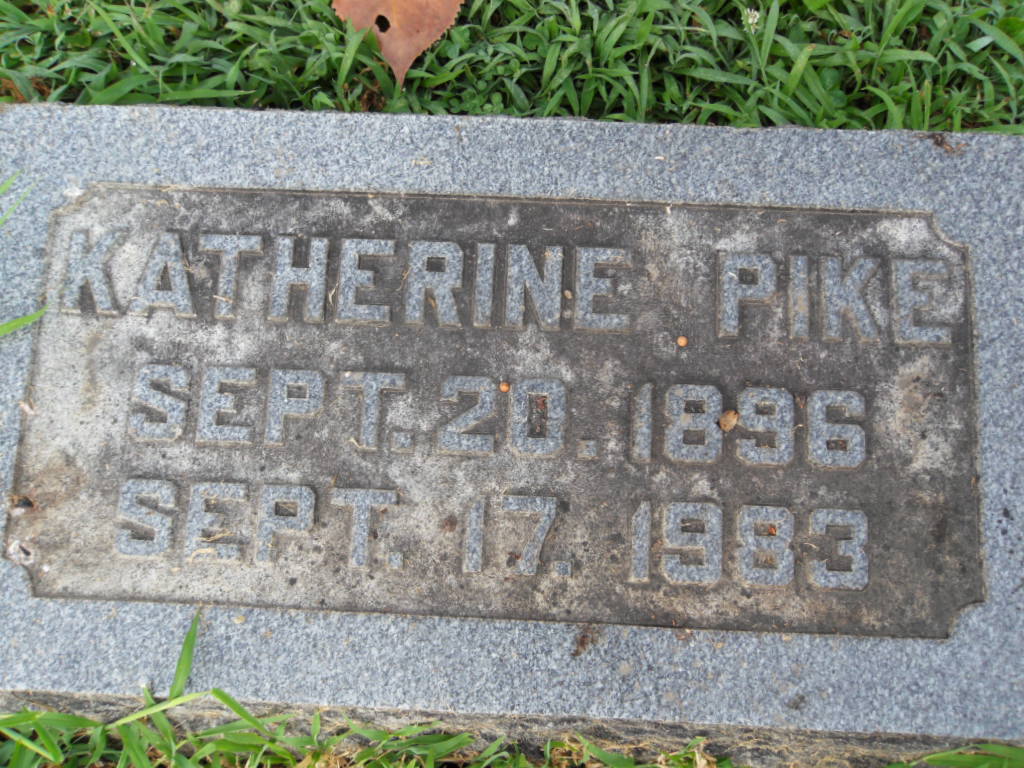 KATHERINE PIKE
SEPT. 20. 1896
SEPT. 17. 1983